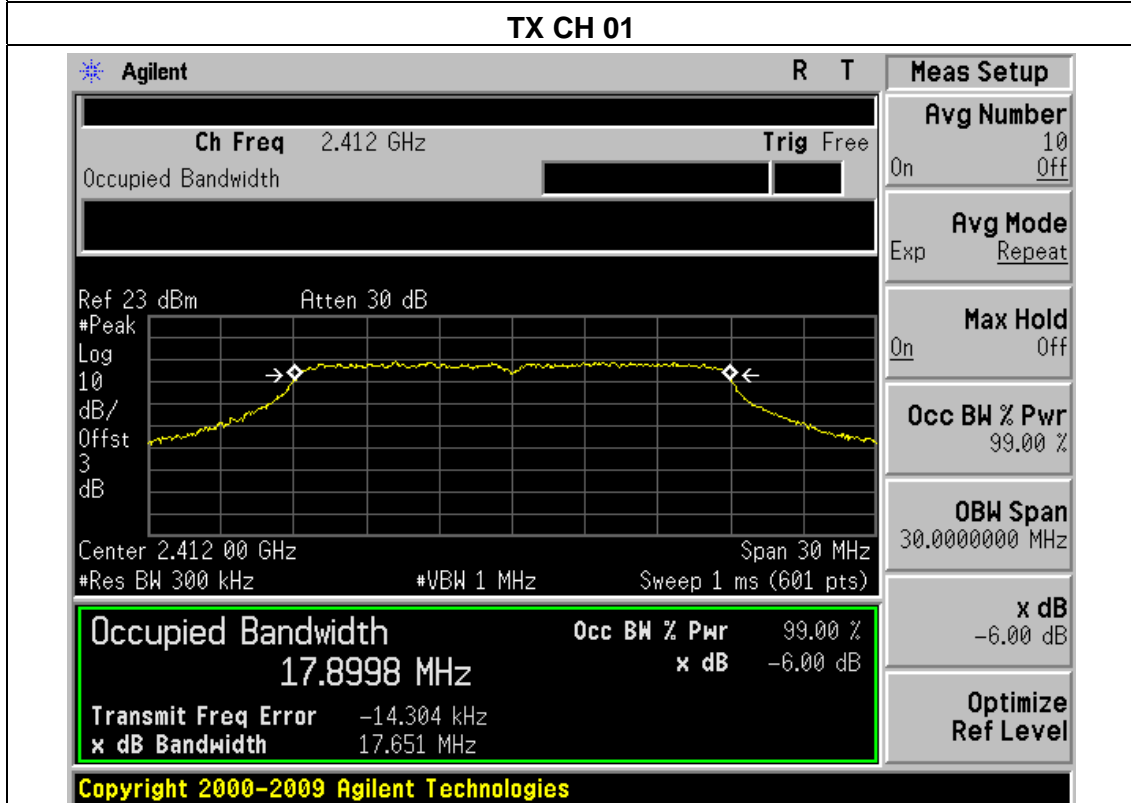 TX CH 01
Agilent R T
Ch Freq 2.412 GHz Trig Free
Occupied Bandwidth
Ref 23 dBm Atten 30 dB
#Peak
Log
10
dB/
Offst
3
dB
Center 2.412 00 GHz Span 30 MHz
#Res BW 300 kHz #VBW 1 MHz Sweep 1 ms (601 pts)
Occupied Bandwidth Occ BW % Pwr 99.00 %
17.8998 MHz x dB -6.00 dB
Transmit Freq Error -14.304 kHz
x dB Bandwidth 17.651 MHz
Copyright 2000-2009 Agilent Technologies
Meas Setup
Avg Number
10
On Off
Avg Mode
Exp Repeat
Max Hold
On Off
Occ BW % Pwr
99.00 %
OBW Span
30.0000000 MHz
x dB
-6.00 dB
Optimize
Ref Level